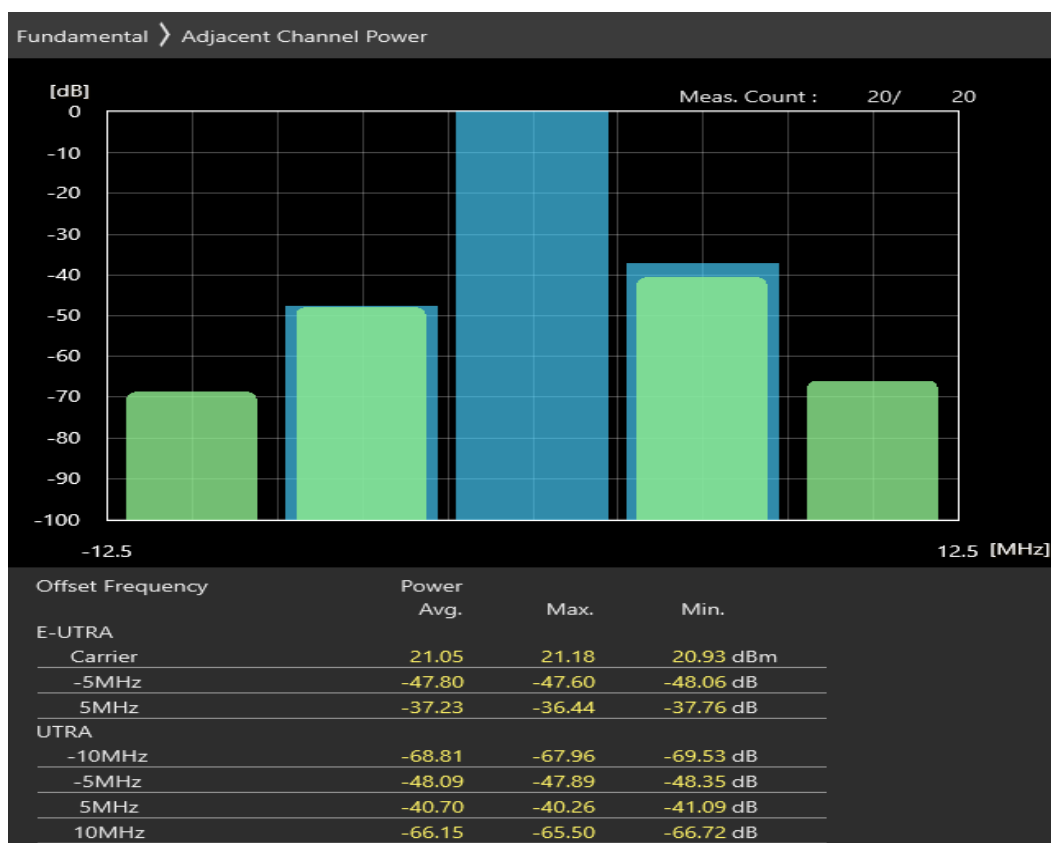 Fundamental ❯ Adjacent Channel Power
[dB]
Meas. Count : 20/ 20
0
-10
-20
-30
-40
-50
-60
-70
-80
-90
-100
-12.5 12.5 [MHz]
Offset Frequency Power
Avg. Max. Min.
E-UTRA
Carrier 21.05 21.18 20.93 dBm
-5MHz -47.80 -47.60 -48.06 dB
5MHz -37.23 -36.44 -37.76 dB
UTRA
-10MHz -68.81 -67.96 -69.53 dB
-5MHz -48.09 -47.89 -48.35 dB
5MHz -40.70 -40.26 -41.09 dB
10MHz -66.15 -65.50 -66.72 dB